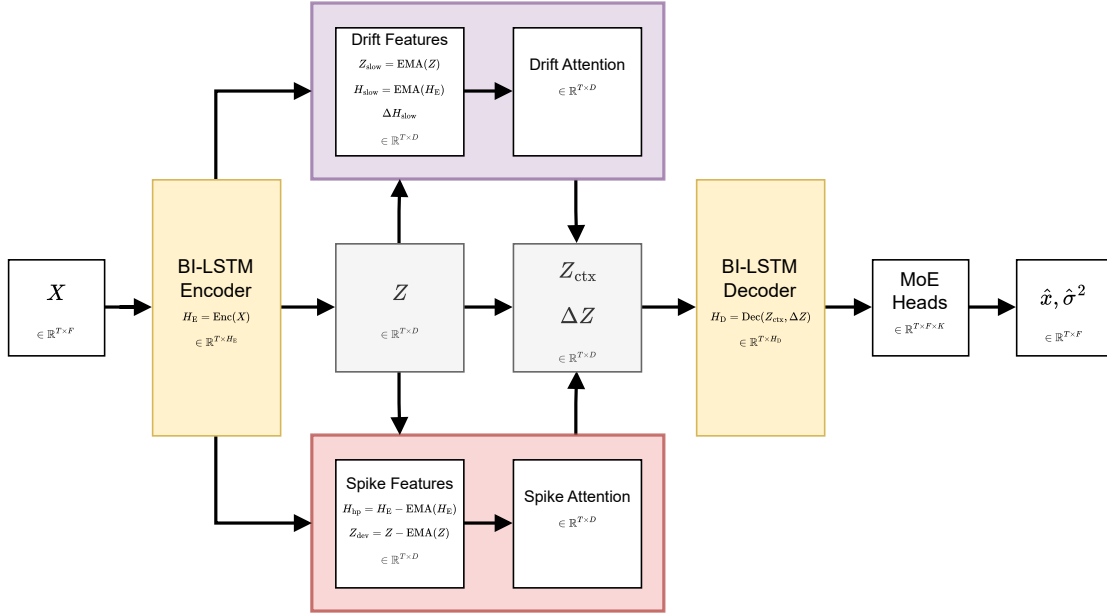 Drift Features
Z_slow = EMA(Z)
H_slow = EMA(H_E)
ΔH_slow
∈ ℝ^{T×D}
Drift Attention
∈ ℝ^{T×D}
X
∈ ℝ^{T×F}
BI-LSTM
Encoder
H_E = Enc(X)
∈ ℝ^{T×H_E}
Z
∈ ℝ^{T×D}
Z_ctx
ΔZ
∈ ℝ^{T×D}
BI-LSTM
Decoder
H_D = Dec(Z_ctx, ΔZ)
∈ ℝ^{T×H_D}
MoE
Heads
∈ ℝ^{T×F×K}
x̂, σ̂²
∈ ℝ^{T×F}
Spike Features
H_hp = H_E − EMA(H_E)
Z_dev = Z − EMA(Z)
∈ ℝ^{T×D}
Spike Attention
∈ ℝ^{T×D}